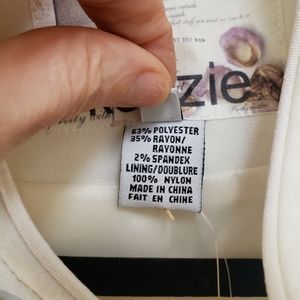 zie
63% POLYESTER
35% RAYON/
RAYONNE
2% SPANDEX
LINING/DOUBLURE
100% NYLON
MADE IN CHINA
FAIT EN CHINE